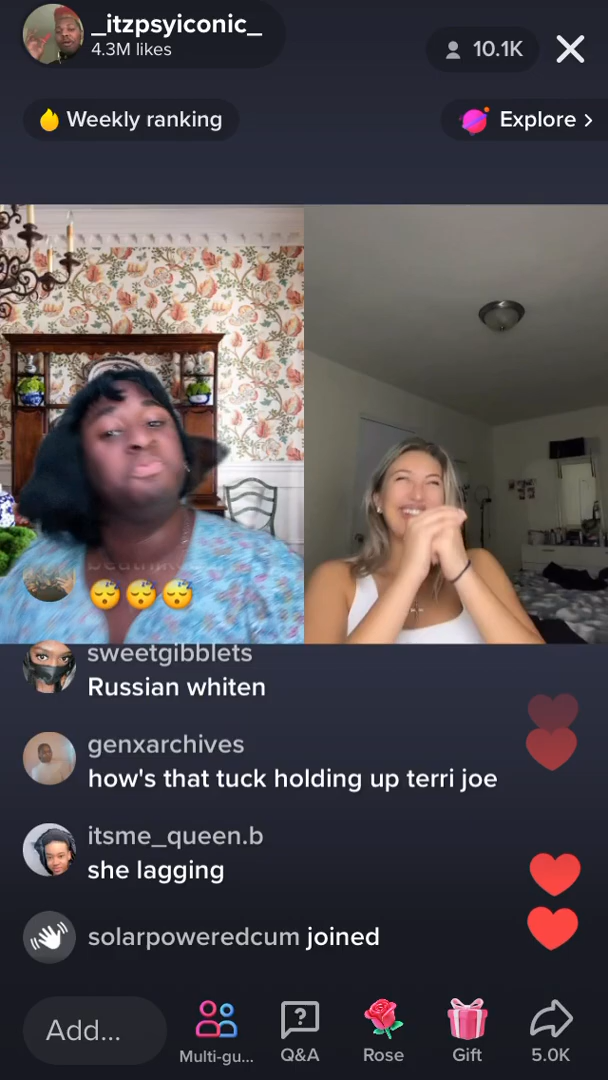 _itzpsyiconic_
4.3M likes
10.1K
Weekly ranking
Explore >
sweetgibblets
Russian whiten
genxarchives
how's that tuck holding up terri joe
itsme_queen.b
she lagging
solarpoweredcum joined
Add...
Multi-gu...
Q&A
Rose
Gift
5.0K